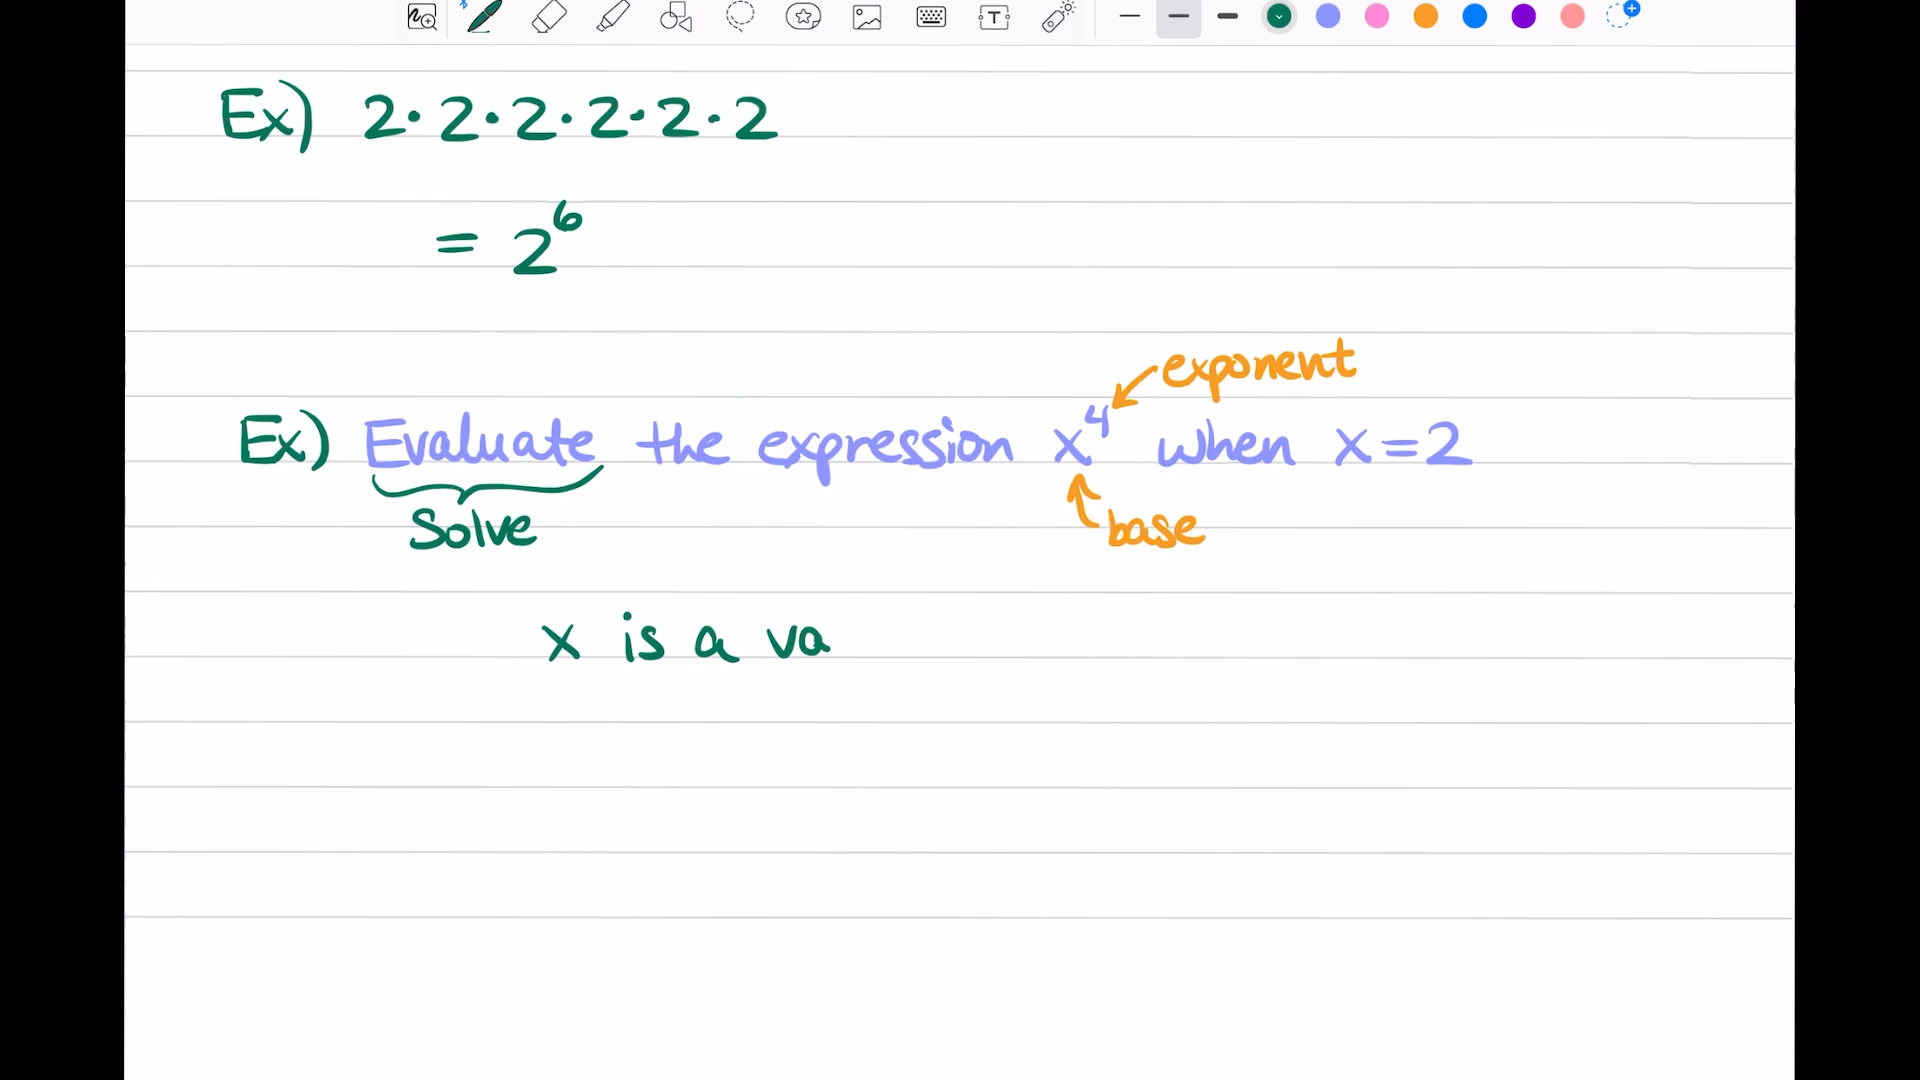 Ex) 2·2·2·2·2·2
= 2⁶
exponent
Ex) Evaluate the expression x⁴ when x=2
Solve
base
x is a va